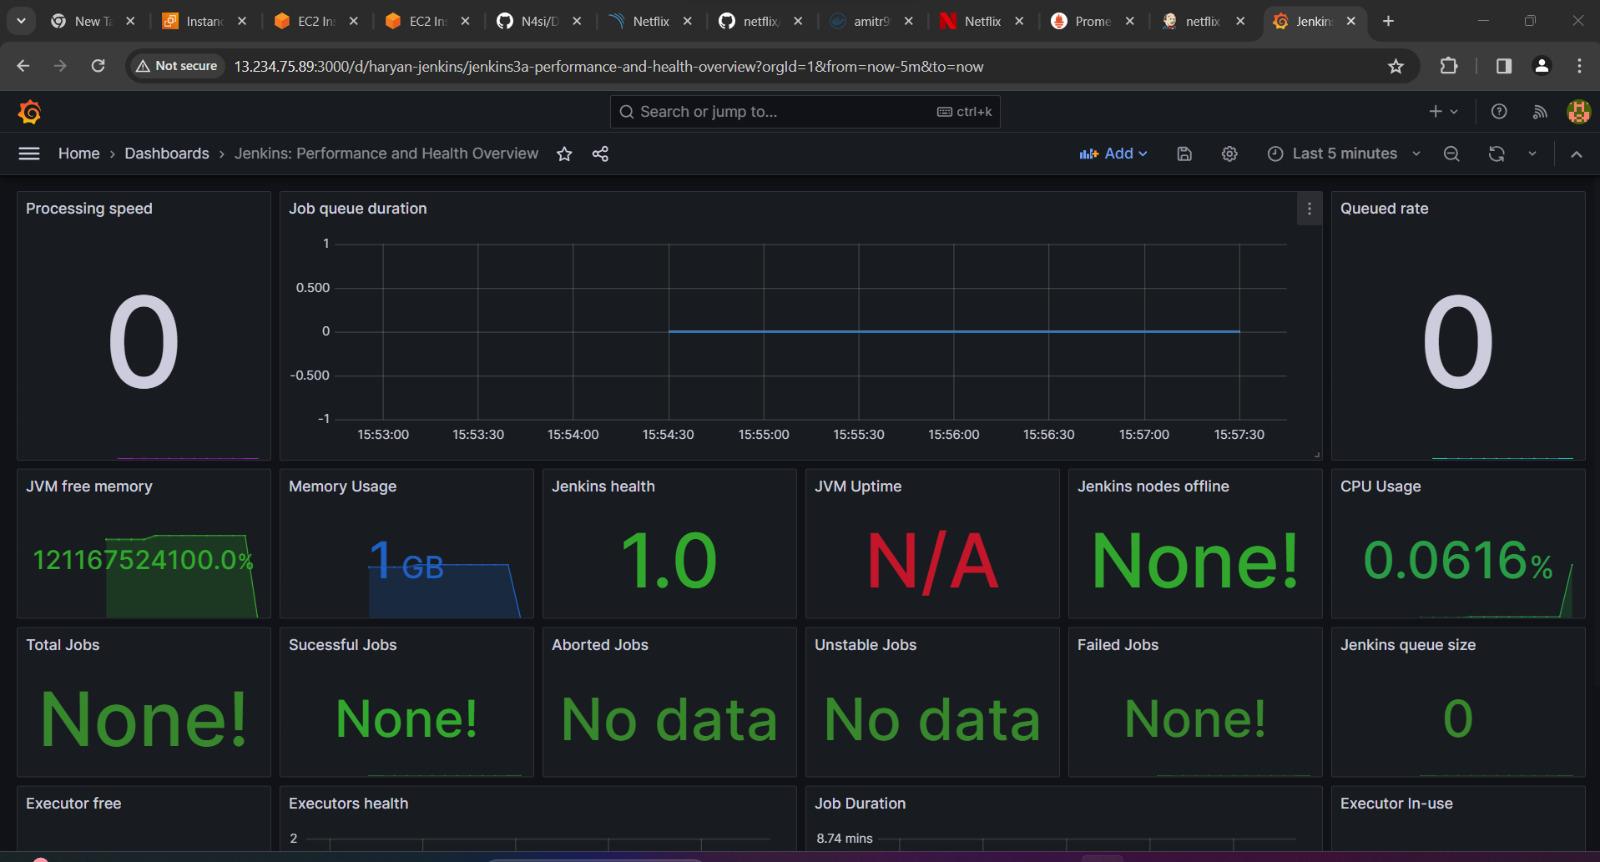 New Ta
Instanc
EC2 Ins
EC2 Ins
N4si/D
Netflix
netflix/
amitr9
Netflix
Prome
netflix
Jenkins
Not secure
13.234.75.89:3000/d/haryan-jenkins/jenkins3a-performance-and-health-overview?orgId=1&from=now-5m&to=now
Search or jump to...
ctrl+k
Home › Dashboards › Jenkins: Performance and Health Overview
Add
Last 5 minutes
Processing speed
0
Job queue duration
1
0.500
0
-0.500
-1
15:53:00 15:53:30 15:54:00 15:54:30 15:55:00 15:55:30 15:56:00 15:56:30 15:57:00 15:57:30
Queued rate
0
JVM free memory
121167524100.0%
Memory Usage
1 GB
Jenkins health
1.0
JVM Uptime
N/A
Jenkins nodes offline
None!
CPU Usage
0.0616%
Total Jobs
None!
Sucessful Jobs
None!
Aborted Jobs
No data
Unstable Jobs
No data
Failed Jobs
None!
Jenkins queue size
0
Executor free
Executors health
2
Job Duration
8.74 mins
Executor In-use